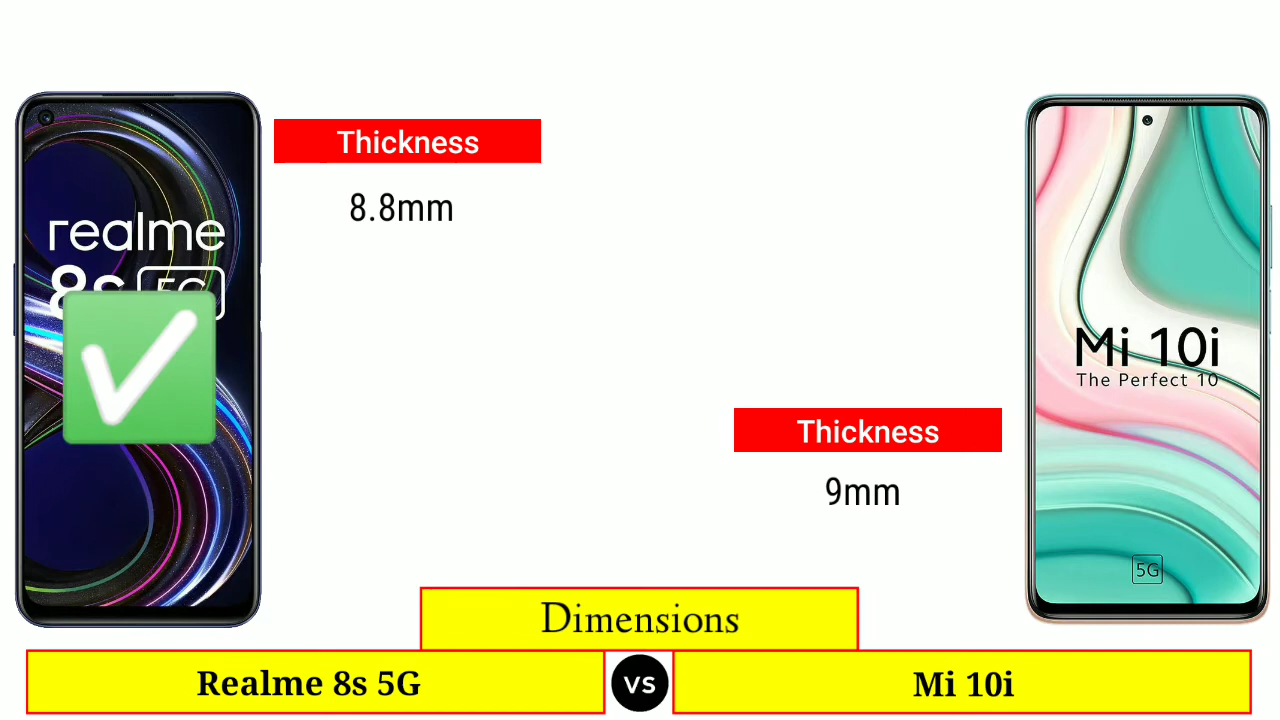 Thickness
8.8mm
realme
8s 5G
Mi 10i
The Perfect 10
Thickness
9mm
5G
Dimensions
Realme 8s 5G
vs
Mi 10i